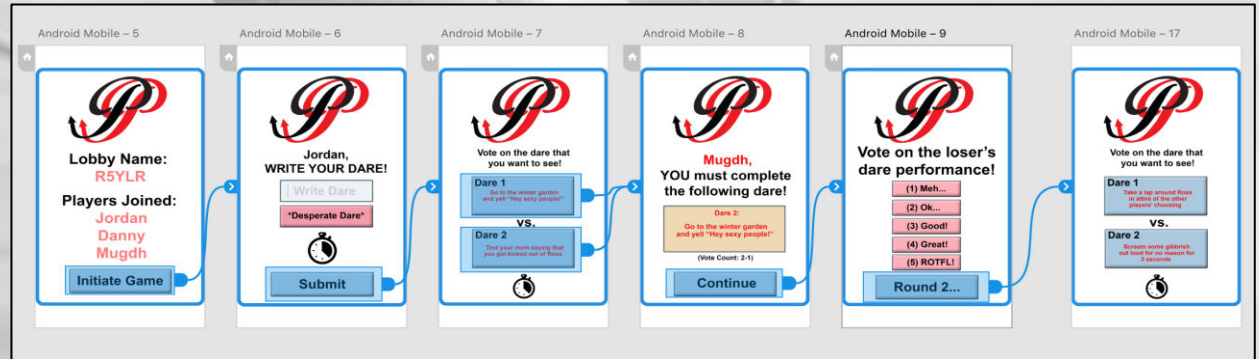 Android Mobile – 5
Lobby Name:
R5YLR
Players Joined:
Jordan
Danny
Mugdh
Initiate Game
Android Mobile – 6
Jordan,
WRITE YOUR DARE!
Write Dare
*Desperate Dare*
Submit
Android Mobile – 7
Vote on the dare that
you want to see!
Dare 1
Go to the winter garden
and yell "Hey sexy people!"
vs.
Dare 2
Text your mom saying that
you got kicked out of Ross
Android Mobile – 8
Mugdh,
YOU must complete
the following dare!
Dare 2:
Go to the winter garden
and yell "Hey sexy people!"
(Vote Count: 2-1)
Continue
Android Mobile – 9
Vote on the loser's
dare performance!
(1) Meh...
(2) Ok...
(3) Good!
(4) Great!
(5) ROTFL!
Round 2...
Android Mobile – 17
Vote on the dare that
you want to see!
Dare 1
Take a lap around Ross
in attire of the other
players' choosing
vs.
Dare 2
Scream some gibbrish
out loud for no reason for
3 seconds